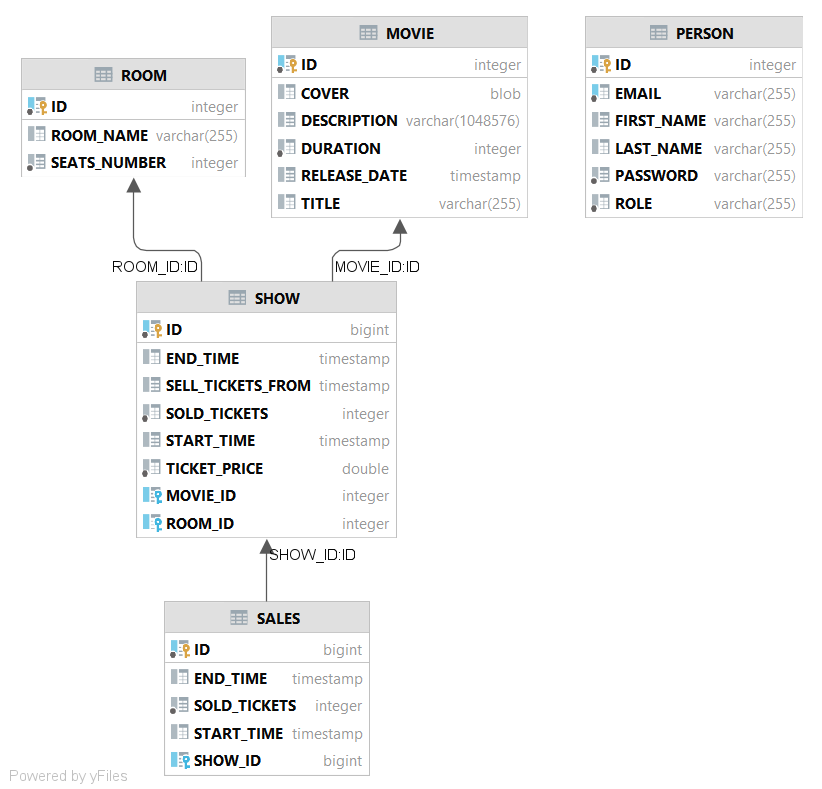 ROOM
ID integer
ROOM_NAME varchar(255)
SEATS_NUMBER integer
MOVIE
ID integer
COVER blob
DESCRIPTION varchar(1048576)
DURATION integer
RELEASE_DATE timestamp
TITLE varchar(255)
PERSON
ID integer
EMAIL varchar(255)
FIRST_NAME varchar(255)
LAST_NAME varchar(255)
PASSWORD varchar(255)
ROLE varchar(255)
ROOM_ID:ID
MOVIE_ID:ID
SHOW
ID bigint
END_TIME timestamp
SELL_TICKETS_FROM timestamp
SOLD_TICKETS integer
START_TIME timestamp
TICKET_PRICE double
MOVIE_ID integer
ROOM_ID integer
SHOW_ID:ID
SALES
ID bigint
END_TIME timestamp
SOLD_TICKETS integer
START_TIME timestamp
SHOW_ID bigint
Powered by yFiles